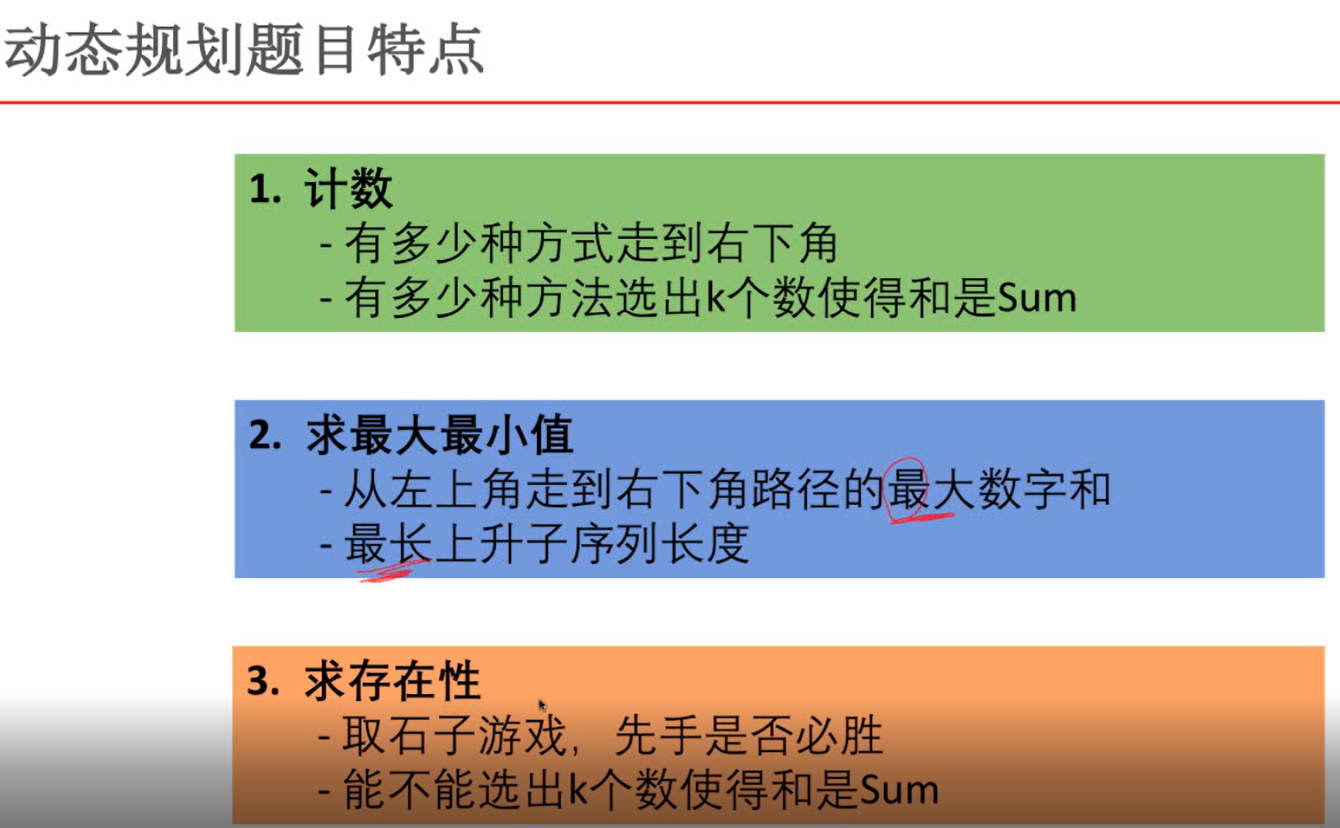 动态规划题目特点
1. 计数
- 有多少种方式走到右下角
- 有多少种方法选出k个数使得和是Sum
2. 求最大最小值
- 从左上角走到右下角路径的最大数字和
- 最长上升子序列长度
3. 求存在性
- 取石子游戏，先手是否必胜
- 能不能选出k个数使得和是Sum